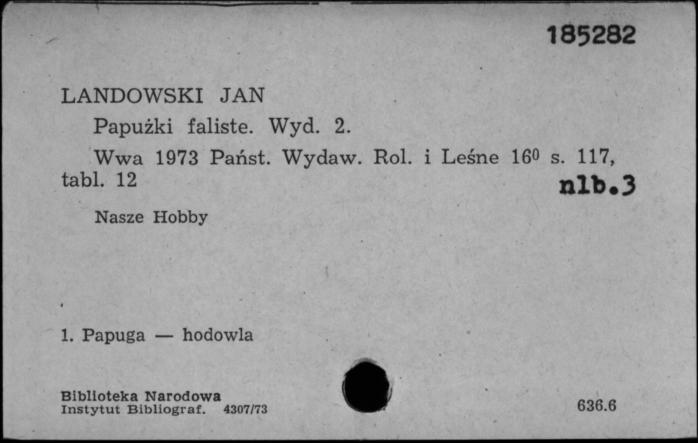 185282
LANDOWSKI JAN
Papużki faliste. Wyd. 2.
Wwa 1973 Państ. Wydaw. Rol. i Leśne 16⁰ s. 117,
tabl. 12
nlb.3
Nasze Hobby
1. Papuga — hodowla
Biblioteka Narodowa
Instytut Bibliograf. 4307/73
636.6